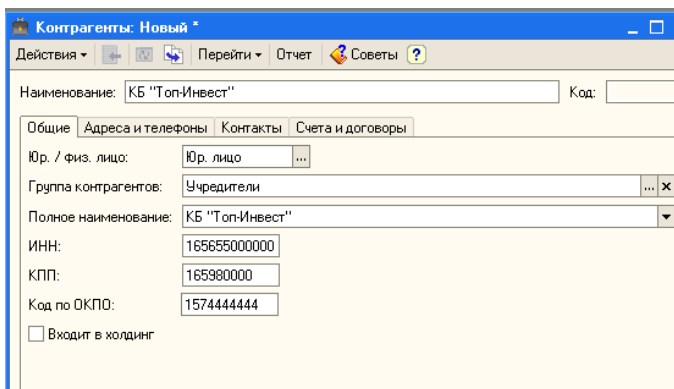 Контрагенты: Новый *
Действия Перейти Отчет Советы ?
Наименование: КБ "Топ-Инвест" Код:
Общие Адреса и телефоны Контакты Счета и договоры
Юр. / физ. лицо: Юр. лицо ...
Группа контрагентов: Учредители ... x
Полное наименование: КБ "Топ-Инвест"
ИНН: 165655000000
КПП: 165980000
Код по ОКПО: 1574444444
Входит в холдинг